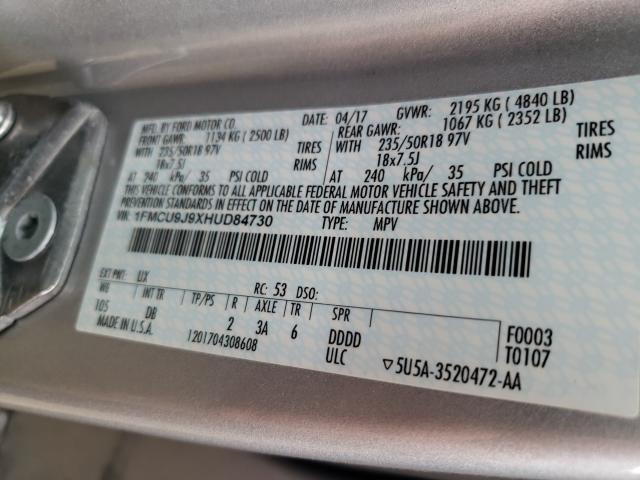 MFD. BY FORD MOTOR CO.
DATE: 04/17 GVWR: 2195 KG ( 4840 LB)
FRONT GAWR: 1134 KG ( 2500 LB) REAR GAWR: 1067 KG ( 2352 LB)
WITH 235/50R18 97V TIRES WITH 235/50R18 97V TIRES
18x7.5J RIMS 18x7.5J RIMS
AT 240 kPa/ 35 PSI COLD AT 240 kPa/ 35 PSI COLD
THIS VEHICLE CONFORMS TO ALL APPLICABLE FEDERAL MOTOR VEHICLE SAFETY AND THEFT
PREVENTION STANDARDS IN EFFECT ON THE DATE OF MANUFACTURE SHOWN ABOVE.
VIN: 1FMCU9J9XHUD84730 TYPE: MPV
EXT PNT: UX RC: 53 DSO:
WB INT TR TP/PS R AXLE TR SPR
105 DB 2 3A 6 DDDD F0003
MADE IN U.S.A. 1201704308608 ULC T0107
▽5U5A-3520472-AA